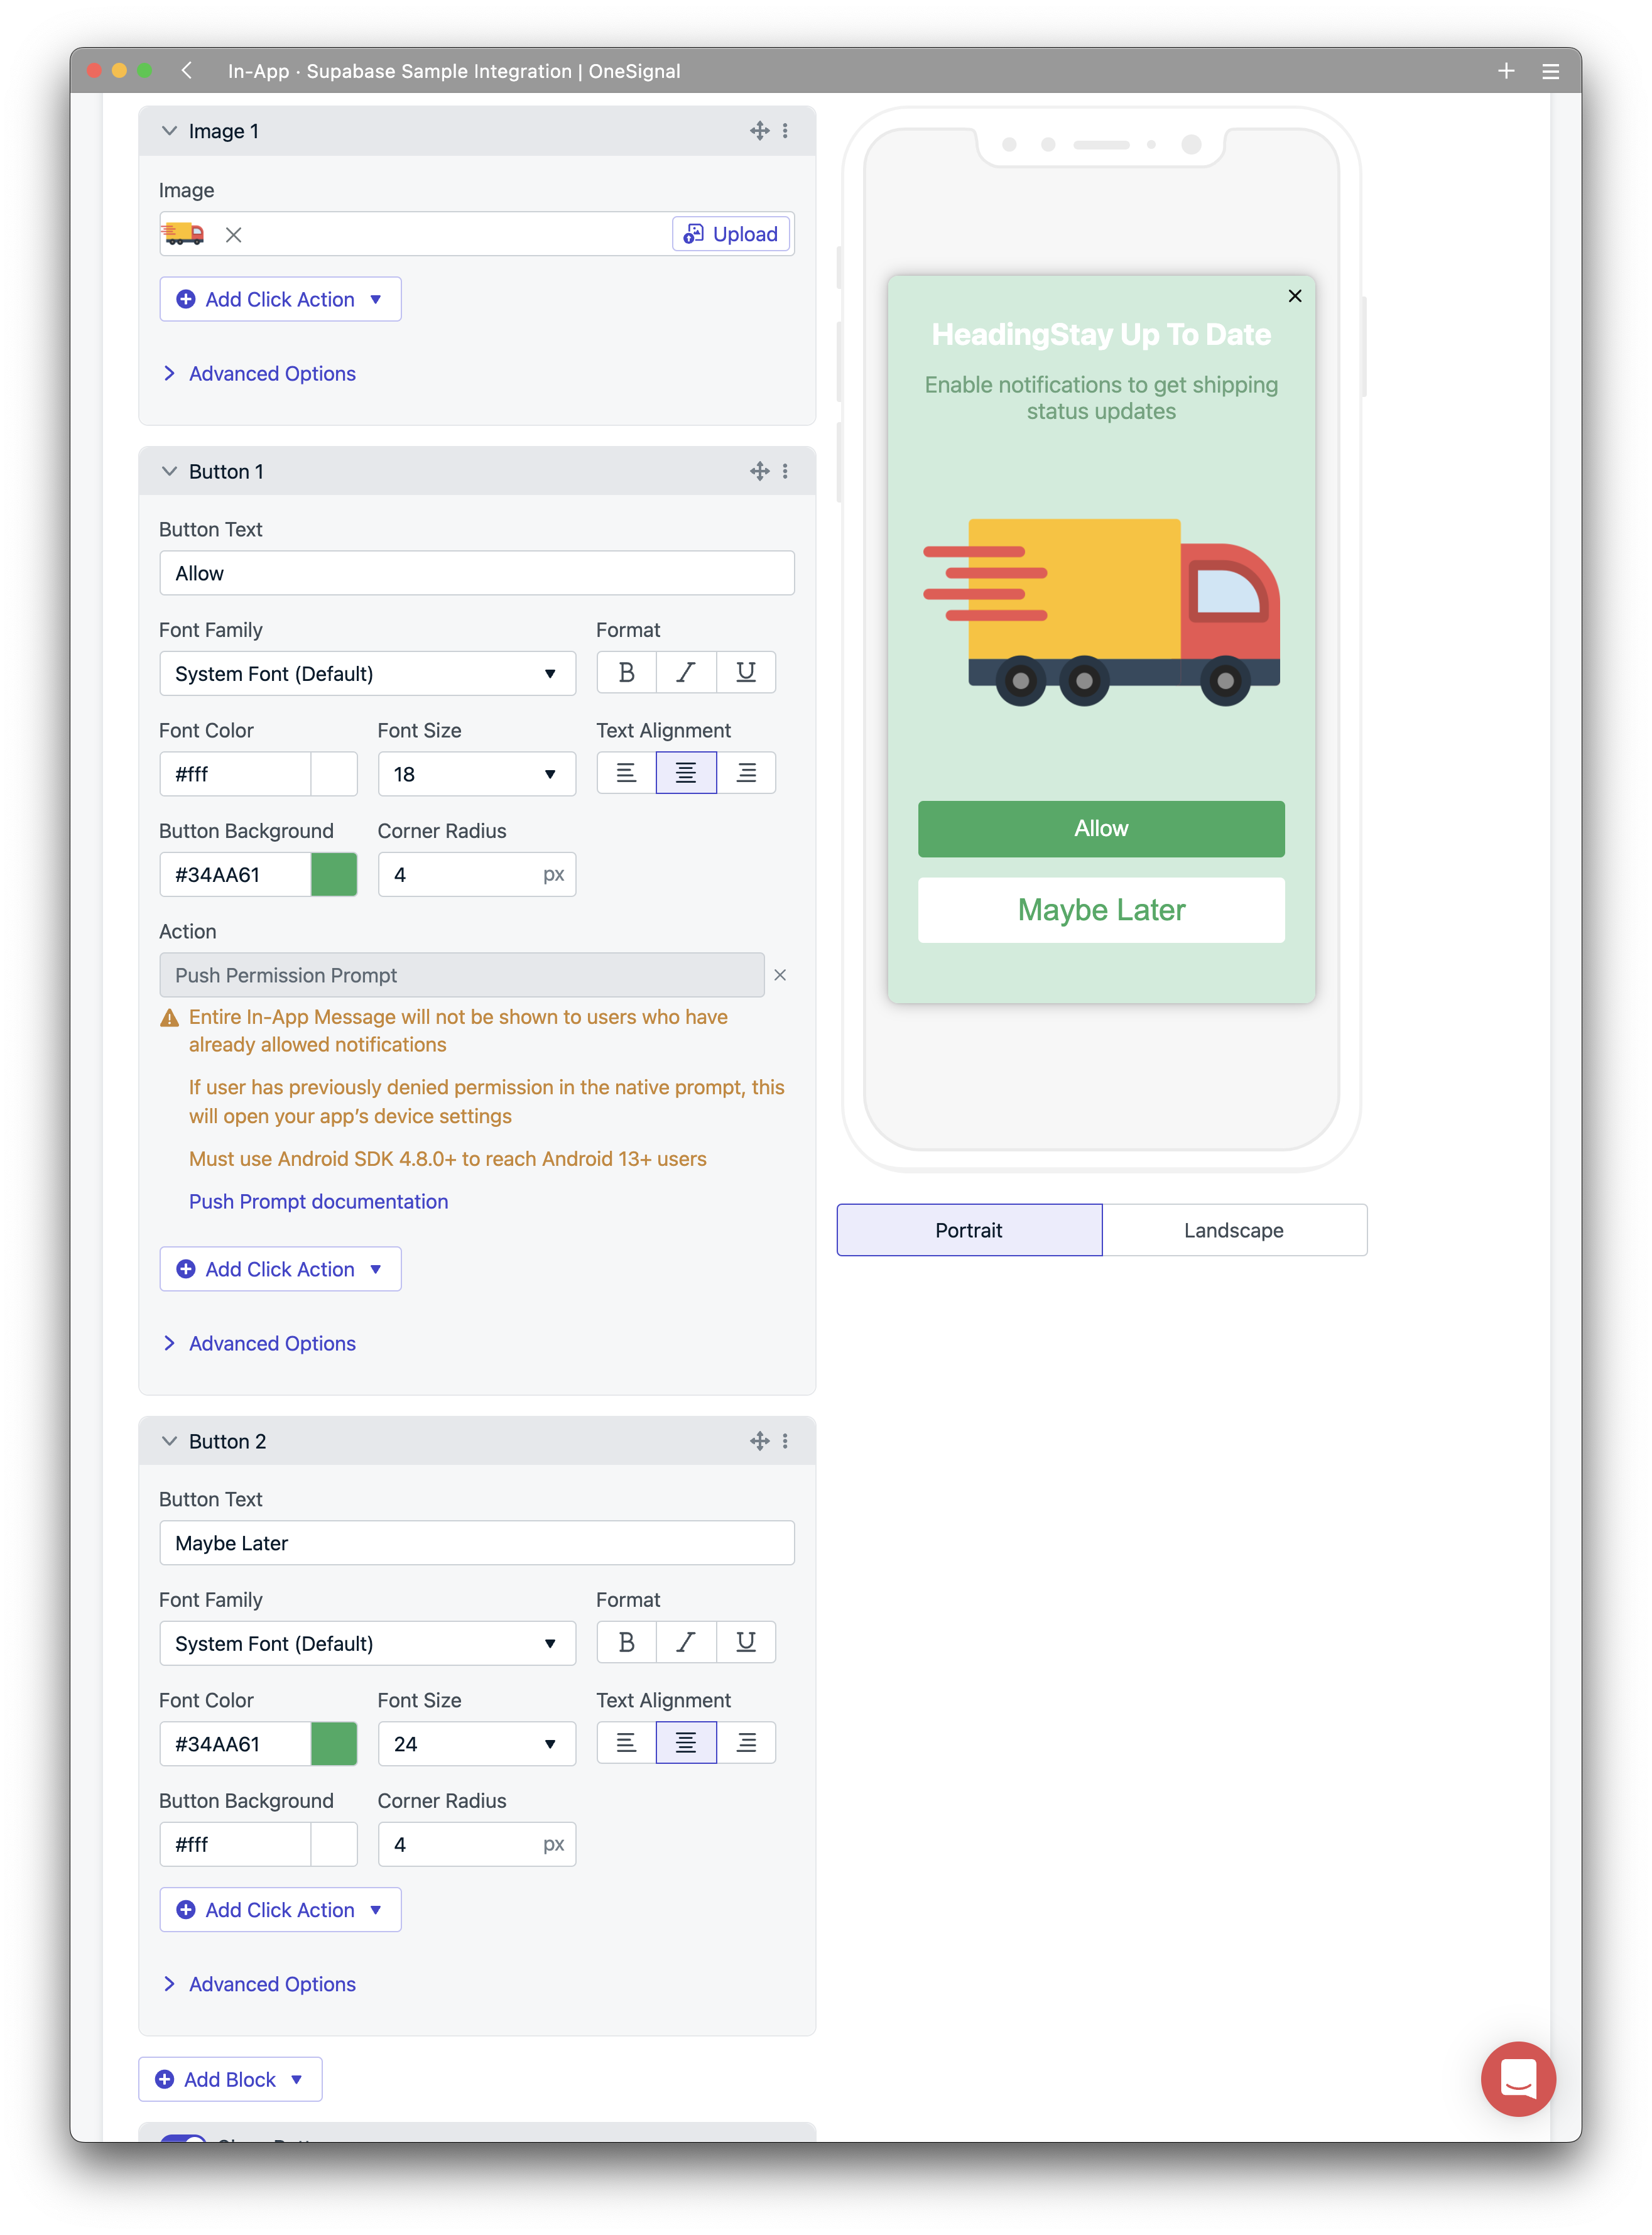 In-App · Supabase Sample Integration | OneSignal
Image 1
Image
Upload
Add Click Action
Advanced Options
Button 1
Button Text
Allow
Font Family
Format
System Font (Default)
B I U
Font Color
Font Size
Text Alignment
#fff
18
Button Background
Corner Radius
#34AA61
4
px
Action
Push Permission Prompt
Entire In-App Message will not be shown to users who have
already allowed notifications
If user has previously denied permission in the native prompt, this
will open your app’s device settings
Must use Android SDK 4.8.0+ to reach Android 13+ users
Push Prompt documentation
Add Click Action
Advanced Options
Button 2
Button Text
Maybe Later
Font Family
Format
System Font (Default)
B I U
Font Color
Font Size
Text Alignment
#34AA61
24
Button Background
Corner Radius
#fff
4
px
Add Click Action
Advanced Options
Add Block
HeadingStay Up To Date
Enable notifications to get shipping
status updates
Allow
Maybe Later
Portrait
Landscape